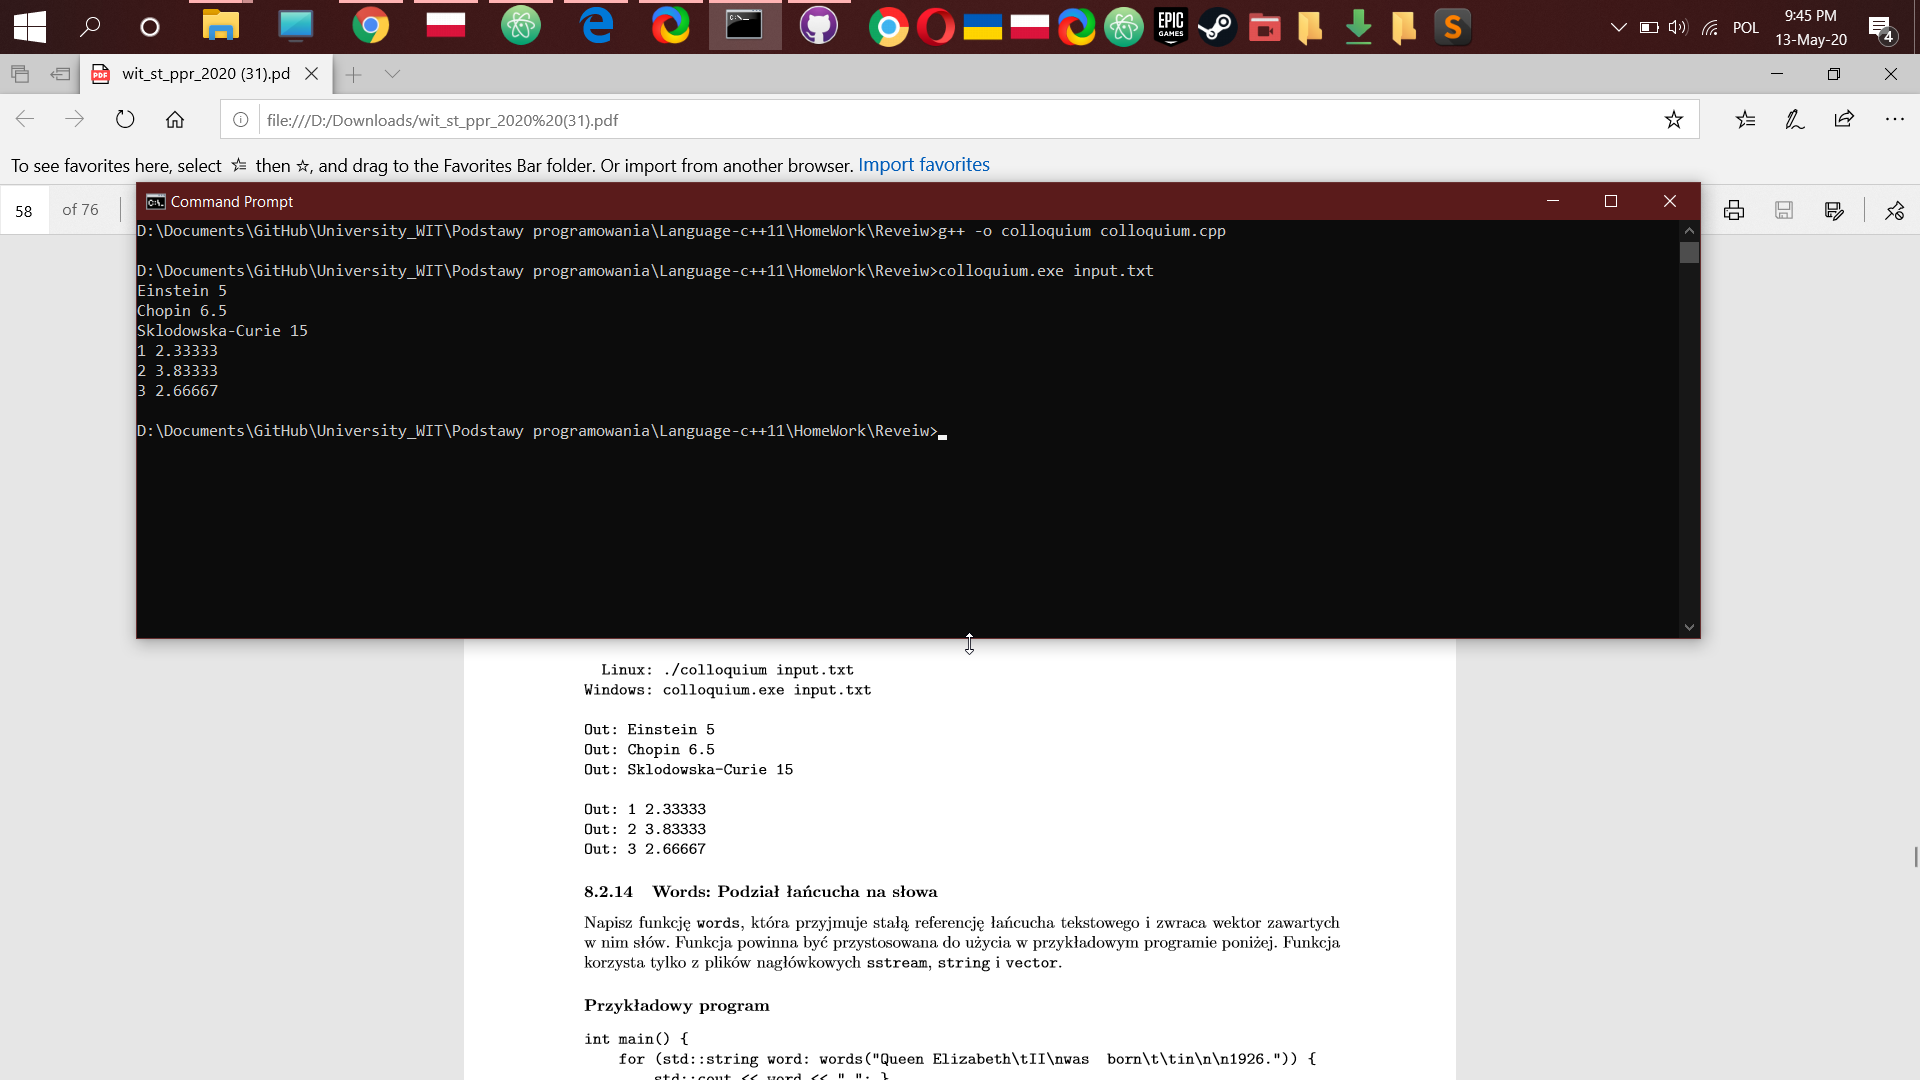 EPIC
GAMES
POL
9:45 PM
13-May-20
4
PDF
wit_st_ppr_2020 (31).pd
file:///D:/Downloads/wit_st_ppr_2020%20(31).pdf
To see favorites here, select then , and drag to the Favorites Bar folder. Or import from another browser. Import favorites
58 of 76
Command Prompt
D:\Documents\GitHub\University_WIT\Podstawy programowania\Language-c++11\HomeWork\Reveiw>g++ -o colloquium colloquium.cpp
D:\Documents\GitHub\University_WIT\Podstawy programowania\Language-c++11\HomeWork\Reveiw>colloquium.exe input.txt
Einstein 5
Chopin 6.5
Sklodowska-Curie 15
1 2.33333
2 3.83333
3 2.66667
D:\Documents\GitHub\University_WIT\Podstawy programowania\Language-c++11\HomeWork\Reveiw>
Linux: ./colloquium input.txt
Windows: colloquium.exe input.txt
Out: Einstein 5
Out: Chopin 6.5
Out: Sklodowska-Curie 15
Out: 1 2.33333
Out: 2 3.83333
Out: 3 2.66667
8.2.14 Words: Podział łańcucha na słowa
Napisz funkcję words, która przyjmuje stałą referencję łańcucha tekstowego i zwraca wektor zawartych
w nim słów. Funkcja powinna być przystosowana do użycia w przykładowym programie poniżej. Funkcja
korzysta tylko z plików nagłówkowych sstream, string i vector.
Przykładowy program
int main() {
for (std::string word: words("Queen Elizabeth\tII\nwas  born\t\tin\n\n1926.")) {
std::cout << word << " "; }